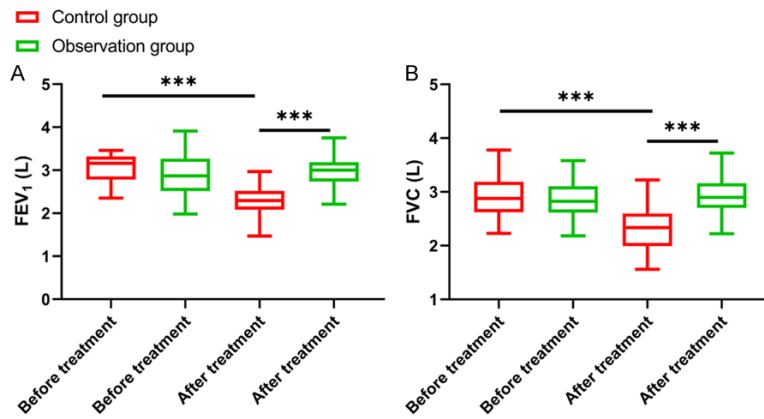 Control group
Observation group
A
FEV₁ (L)
5
4
3
2
1
0
***
***
Before treatment
Before treatment
After treatment
After treatment
B
FVC (L)
5
4
3
2
1
***
***
Before treatment
Before treatment
After treatment
After treatment